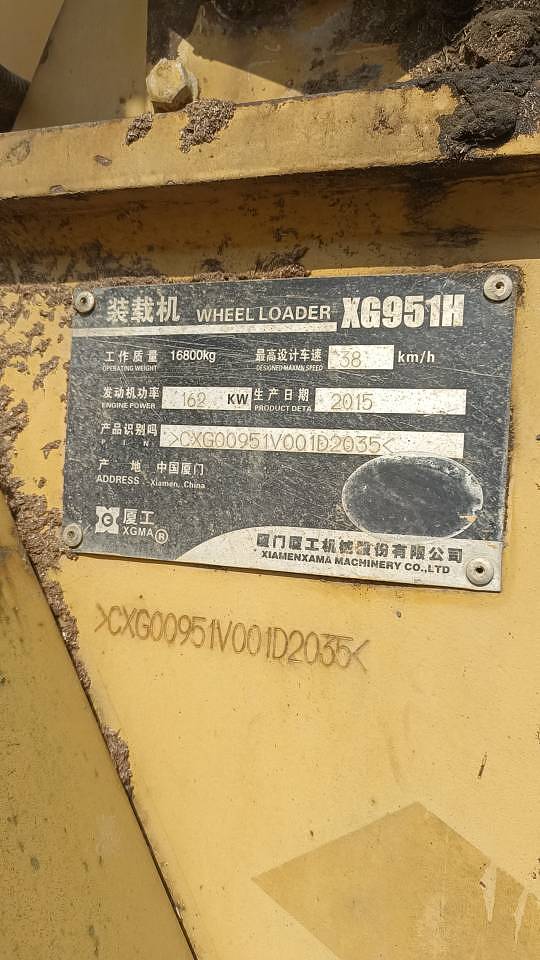 装载机 WHEEL LOADER XG951H
工作质量 16800kg 最高设计车速 38 km/h
OPERATING WEIGHT DESIGNED MAXMIN SPEED
发动机功率 162 KW 生产日期 2015
ENGINE POWER PRODUCT DETA
产品识别码 >CXG00951V001D2035<
P I N
产 地 中国厦门
ADDRESS Xiamen, China
厦工
XGMA ®
厦门厦工机械股份有限公司
XIAMENXAMA MACHINERY CO.,LTD
>CXG00951V001D2035<